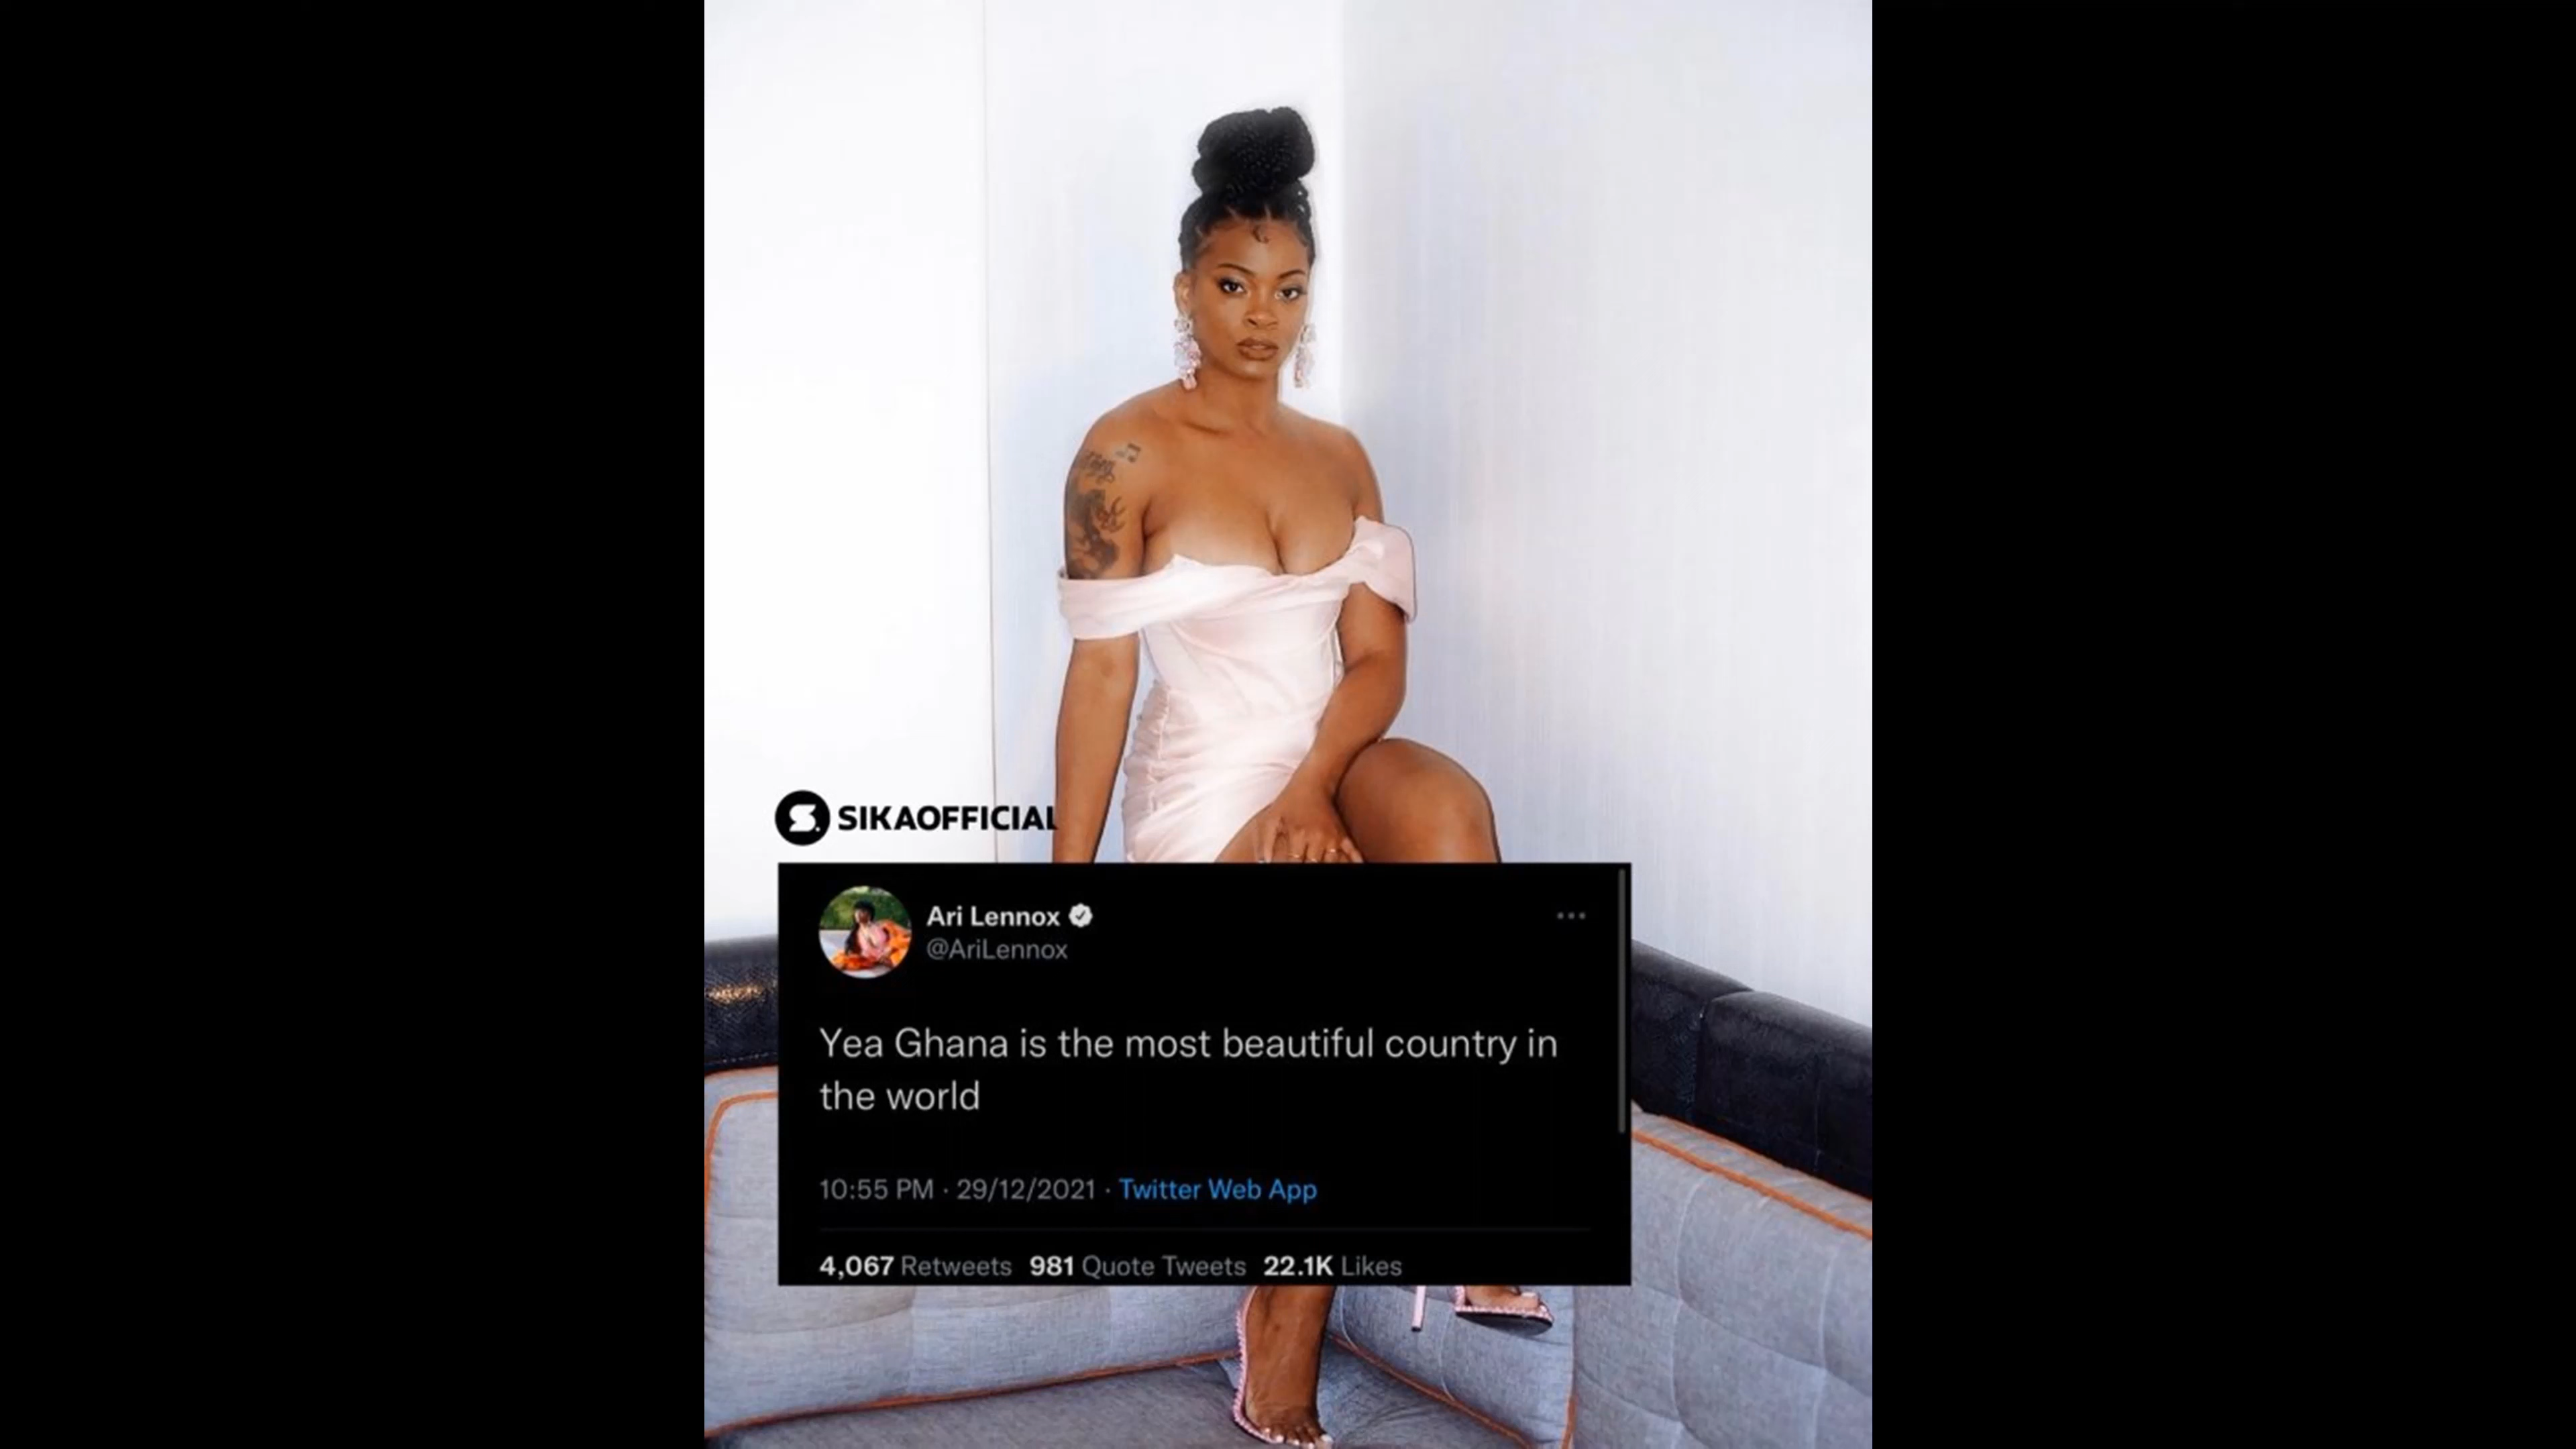 SIKAOFFICIAL
Ari Lennox
@AriLennox
Yea Ghana is the most beautiful country in
the world
10:55 PM · 29/12/2021 · Twitter Web App
4,067 Retweets 981 Quote Tweets 22.1K Likes